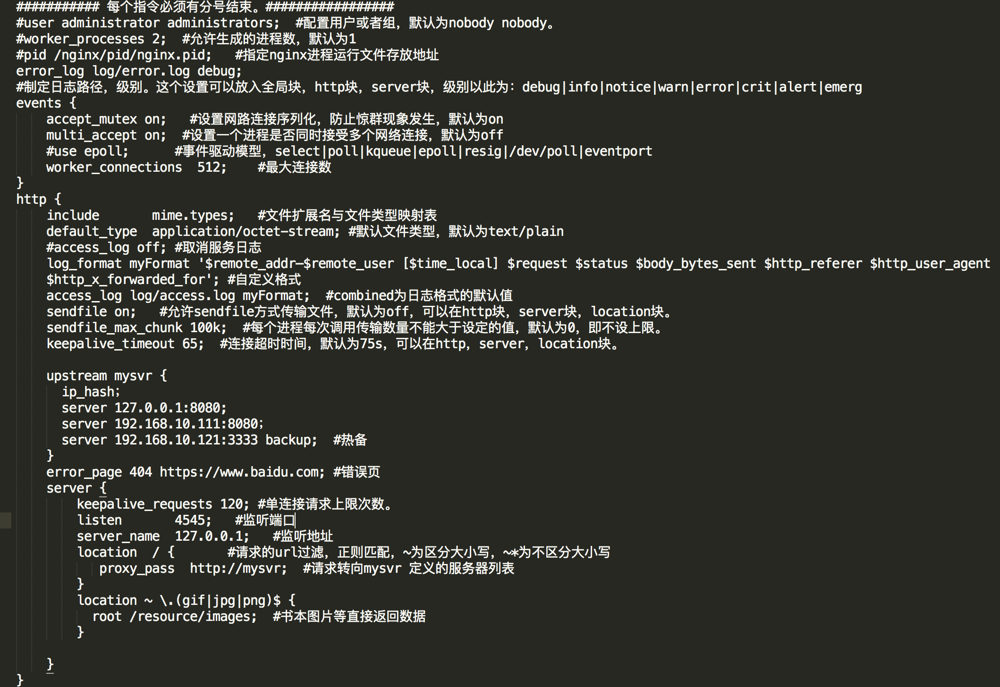 ########### 每个指令必须有分号结束。#################
#user administrator administrators;  #配置用户或者组，默认为nobody nobody。
#worker_processes 2;  #允许生成的进程数，默认为1
#pid /nginx/pid/nginx.pid;   #指定nginx进程运行文件存放地址
error_log log/error.log debug;
#制定日志路径，级别。这个设置可以放入全局块，http块，server块，级别以此为：debug|info|notice|warn|error|crit|alert|emerg
events {
    accept_mutex on;   #设置网路连接序列化，防止惊群现象发生，默认为on
    multi_accept on;  #设置一个进程是否同时接受多个网络连接，默认为off
    #use epoll;      #事件驱动模型，select|poll|kqueue|epoll|resig|/dev/poll|eventport
    worker_connections  512;    #最大连接数
}
http {
    include       mime.types;   #文件扩展名与文件类型映射表
    default_type  application/octet-stream; #默认文件类型，默认为text/plain
    #access_log off; #取消服务日志
    log_format myFormat '$remote_addr–$remote_user [$time_local] $request $status $body_bytes_sent $http_referer $http_user_agent
    $http_x_forwarded_for'; #自定义格式
    access_log log/access.log myFormat;  #combined为日志格式的默认值
    sendfile on;   #允许sendfile方式传输文件，默认为off，可以在http块，server块，location块。
    sendfile_max_chunk 100k;  #每个进程每次调用传输数量不能大于设定的值，默认为0，即不设上限。
    keepalive_timeout 65;  #连接超时时间，默认为75s，可以在http，server，location块。

    upstream mysvr {
      ip_hash；
      server 127.0.0.1:8080;
      server 192.168.10.111:8080；
      server 192.168.10.121:3333 backup;  #热备
    }
    error_page 404 https://www.baidu.com; #错误页
    server {
        keepalive_requests 120; #单连接请求上限次数。
        listen       4545;   #监听端口
        server_name  127.0.0.1;   #监听地址
        location  / {       #请求的url过滤，正则匹配，~为区分大小写，~*为不区分大小写
           proxy_pass  http://mysvr;  #请求转向mysvr 定义的服务器列表
        }
        location ~ \.(gif|jpg|png)$ {
          root /resource/images;  #书本图片等直接返回数据
        }

    }
}